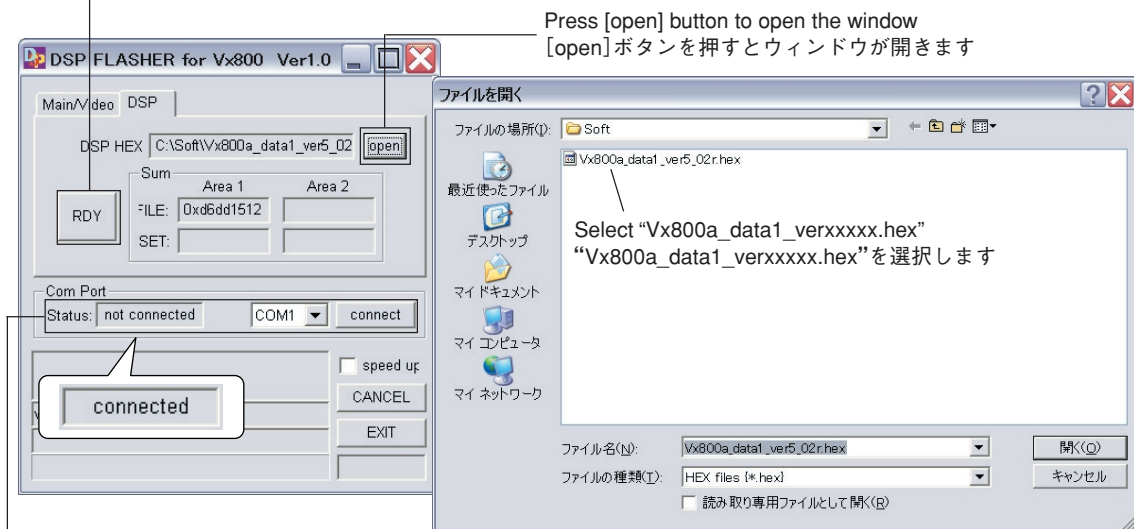 Press [open] button to open the window
[open]ボタンを押すとウィンドウが開きます
DSP FLASHER for Vx800 Ver1.0
Main/Video DSP
DSP HEX C:\Soft\Vx800a_data1_ver5_02 open
Sum
Area 1 Area 2
RDY
FILE: 0xd6dd1512
SET:
Com Port
Status: not connected COM1 connect
speed up
connected
CANCEL
EXIT
ファイルを開く
ファイルの場所(I): Soft
Vx800a_data1_ver5_02r.hex
最近使ったファイル
デスクトップ
マイ ドキュメント
マイ コンピュータ
マイ ネットワーク
Select “Vx800a_data1_verxxxxx.hex”
“Vx800a_data1_verxxxxx.hex”を選択します
ファイル名(N): Vx800a_data1_ver5_02r.hex 開く(O)
ファイルの種類(T): HEX files {*.hex} キャンセル
読み取り専用ファイルとして開く(R)